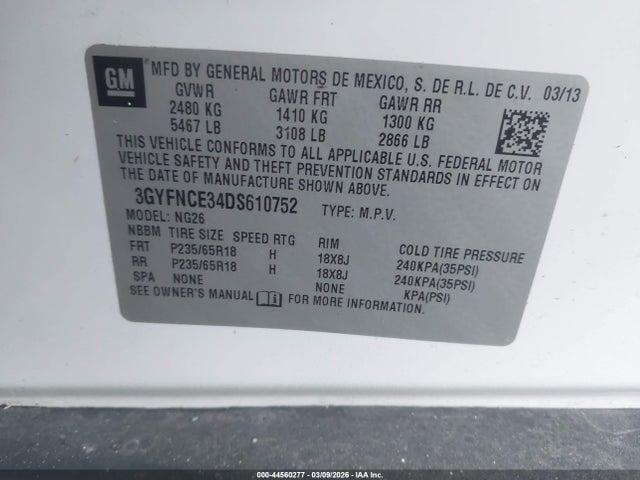 GM
MFD BY GENERAL MOTORS DE MEXICO, S. DE R.L. DE C.V. 03/13
GVWR GAWR FRT GAWR RR
2480 KG 1410 KG 1300 KG
5467 LB 3108 LB 2866 LB
THIS VEHICLE CONFORMS TO ALL APPLICABLE U.S. FEDERAL MOTOR
VEHICLE SAFETY AND THEFT PREVENTION STANDARDS IN EFFECT ON
THE DATE OF MANUFACTURE SHOWN ABOVE.
3GYFNCE34DS610752 TYPE: M.P.V.
MODEL: NG26
NBBM TIRE SIZE SPEED RTG RIM COLD TIRE PRESSURE
FRT P235/65R18 H 18X8J 240KPA(35PSI)
RR P235/65R18 H 18X8J 240KPA(35PSI)
SPA NONE NONE KPA(PSI)
SEE OWNER'S MANUAL FOR MORE INFORMATION.
000-44560277 - 03/09/2026 - IAA Inc.